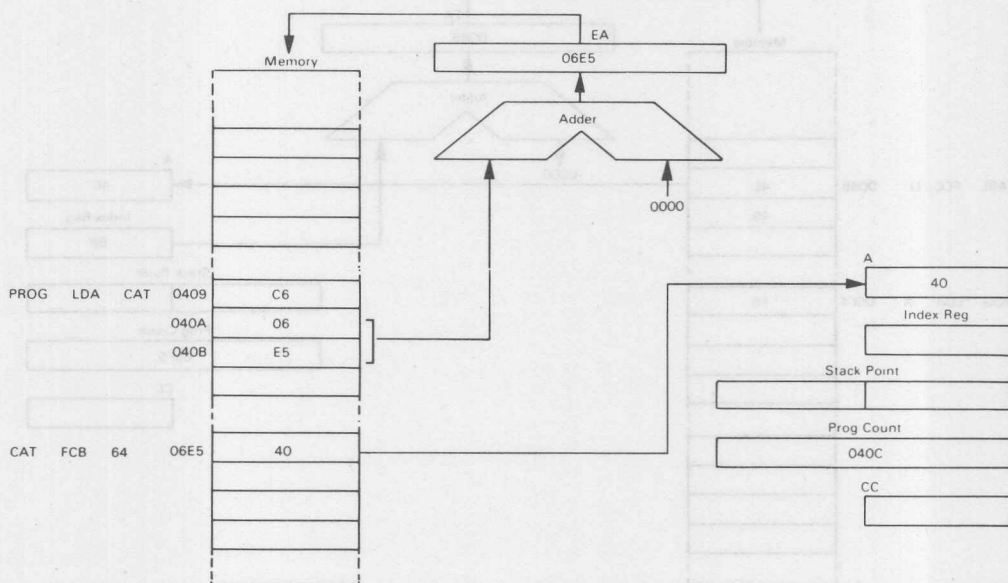 EA
06E5
Memory
Adder
0000
A
PROG LDA CAT 0409 C6
40
Index Reg
040A 06
040B E5
Stack Point
Prog Count
CAT FCB 64 06E5 40
040C
CC